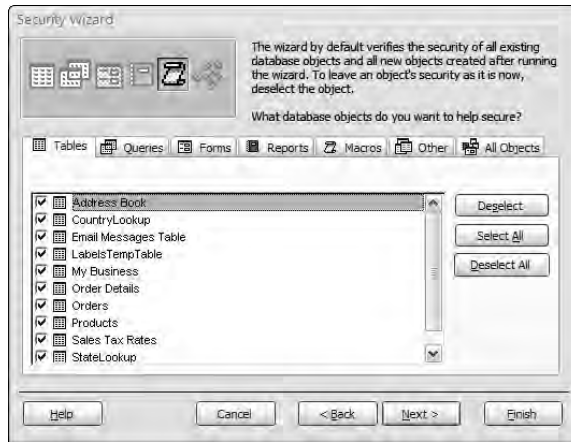 Security Wizard
The wizard by default verifies the security of all existing
database objects and all new objects created after running
the wizard. To leave an object's security as it is now,
deselect the object.
What database objects do you want to help secure?
Tables Queries Forms Reports Macros Other All Objects
Address Book
CountryLookup
Email Messages Table
LabelsTempTable
My Business
Order Details
Orders
Products
Sales Tax Rates
StateLookup
Deselect
Select All
Deselect All
Help Cancel < Back Next > Finish